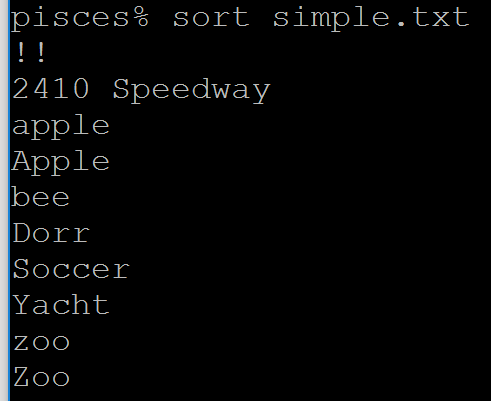 pisces% sort simple.txt
!!
2410 Speedway
apple
Apple
bee
Dorr
Soccer
Yacht
zoo
Zoo